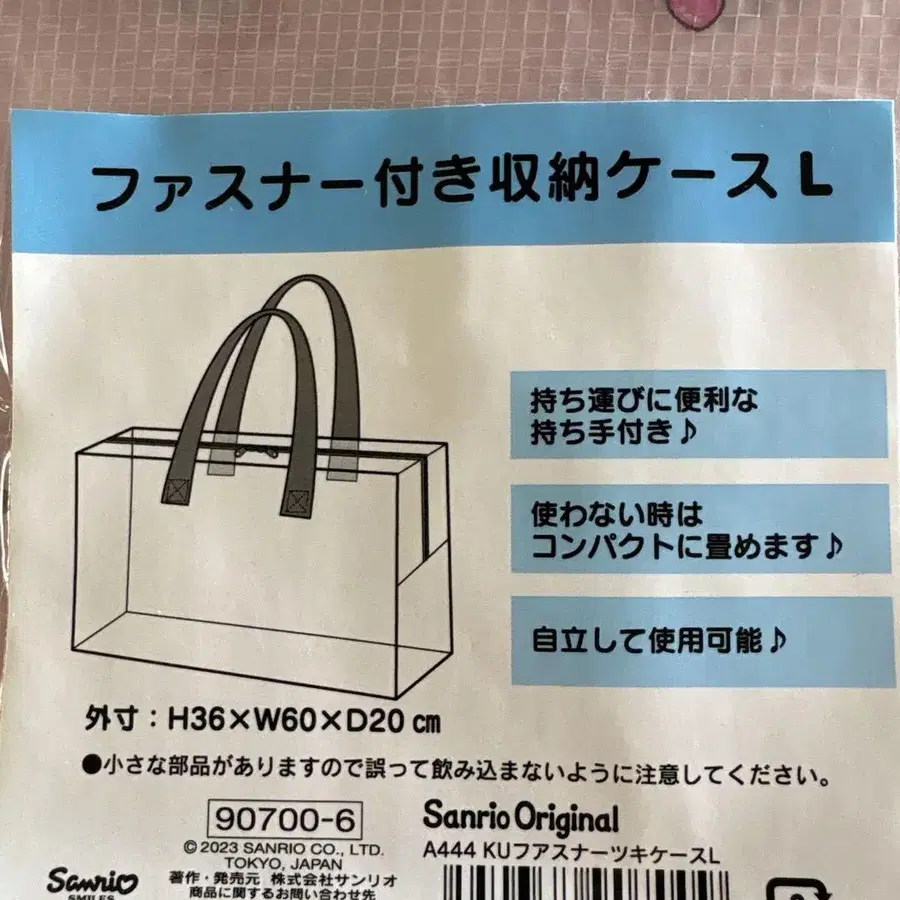 ファスナー付き収納ケースL
持ち運びに便利な
持ち手付き♪
使わない時は
コンパクトに畳めます♪
自立して使用可能♪
外寸：H36×W60×D20㎝
●小さな部品がありますので誤って飲み込まないように注意してください。
90700-6
©2023 SANRIO CO., LTD.
TOKYO, JAPAN
著作・発売元 株式会社サンリオ
商品に関するお問い合わせ先
Sanrio Original
A444 KUフアスナーツキケースL
Sanrio
SMILES